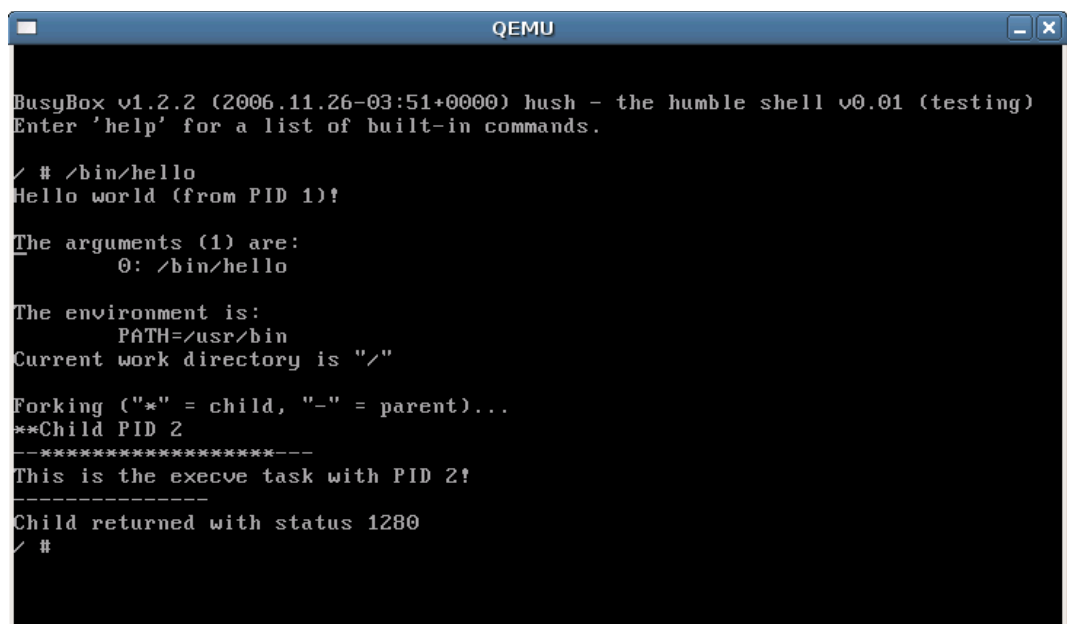 QEMU
BusyBox v1.2.2 (2006.11.26-03:51+0000) hush - the humble shell v0.01 (testing)
Enter 'help' for a list of built-in commands.
/ # /bin/hello
Hello world (from PID 1)!
The arguments (1) are:
0: /bin/hello
The environment is:
PATH=/usr/bin
Current work directory is "/"
Forking ("*" = child, "-" = parent)...
**Child PID 2
--******************---
This is the execve task with PID 2!
---------------
Child returned with status 1280
/ #